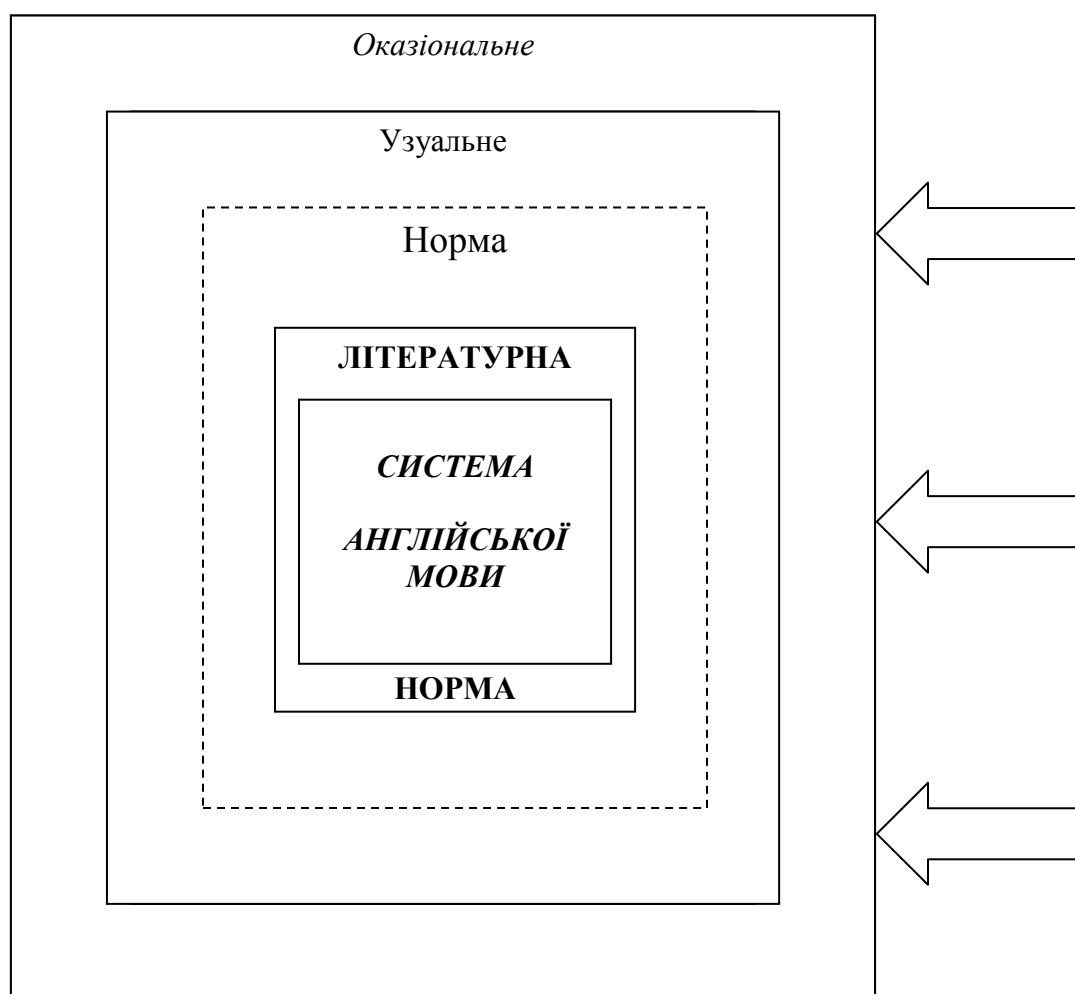 Оказіональне
Узуальне
Норма
ЛІТЕРАТУРНА
СИСТЕМА
АНГЛІЙСЬКОЇ
МОВИ
НОРМА